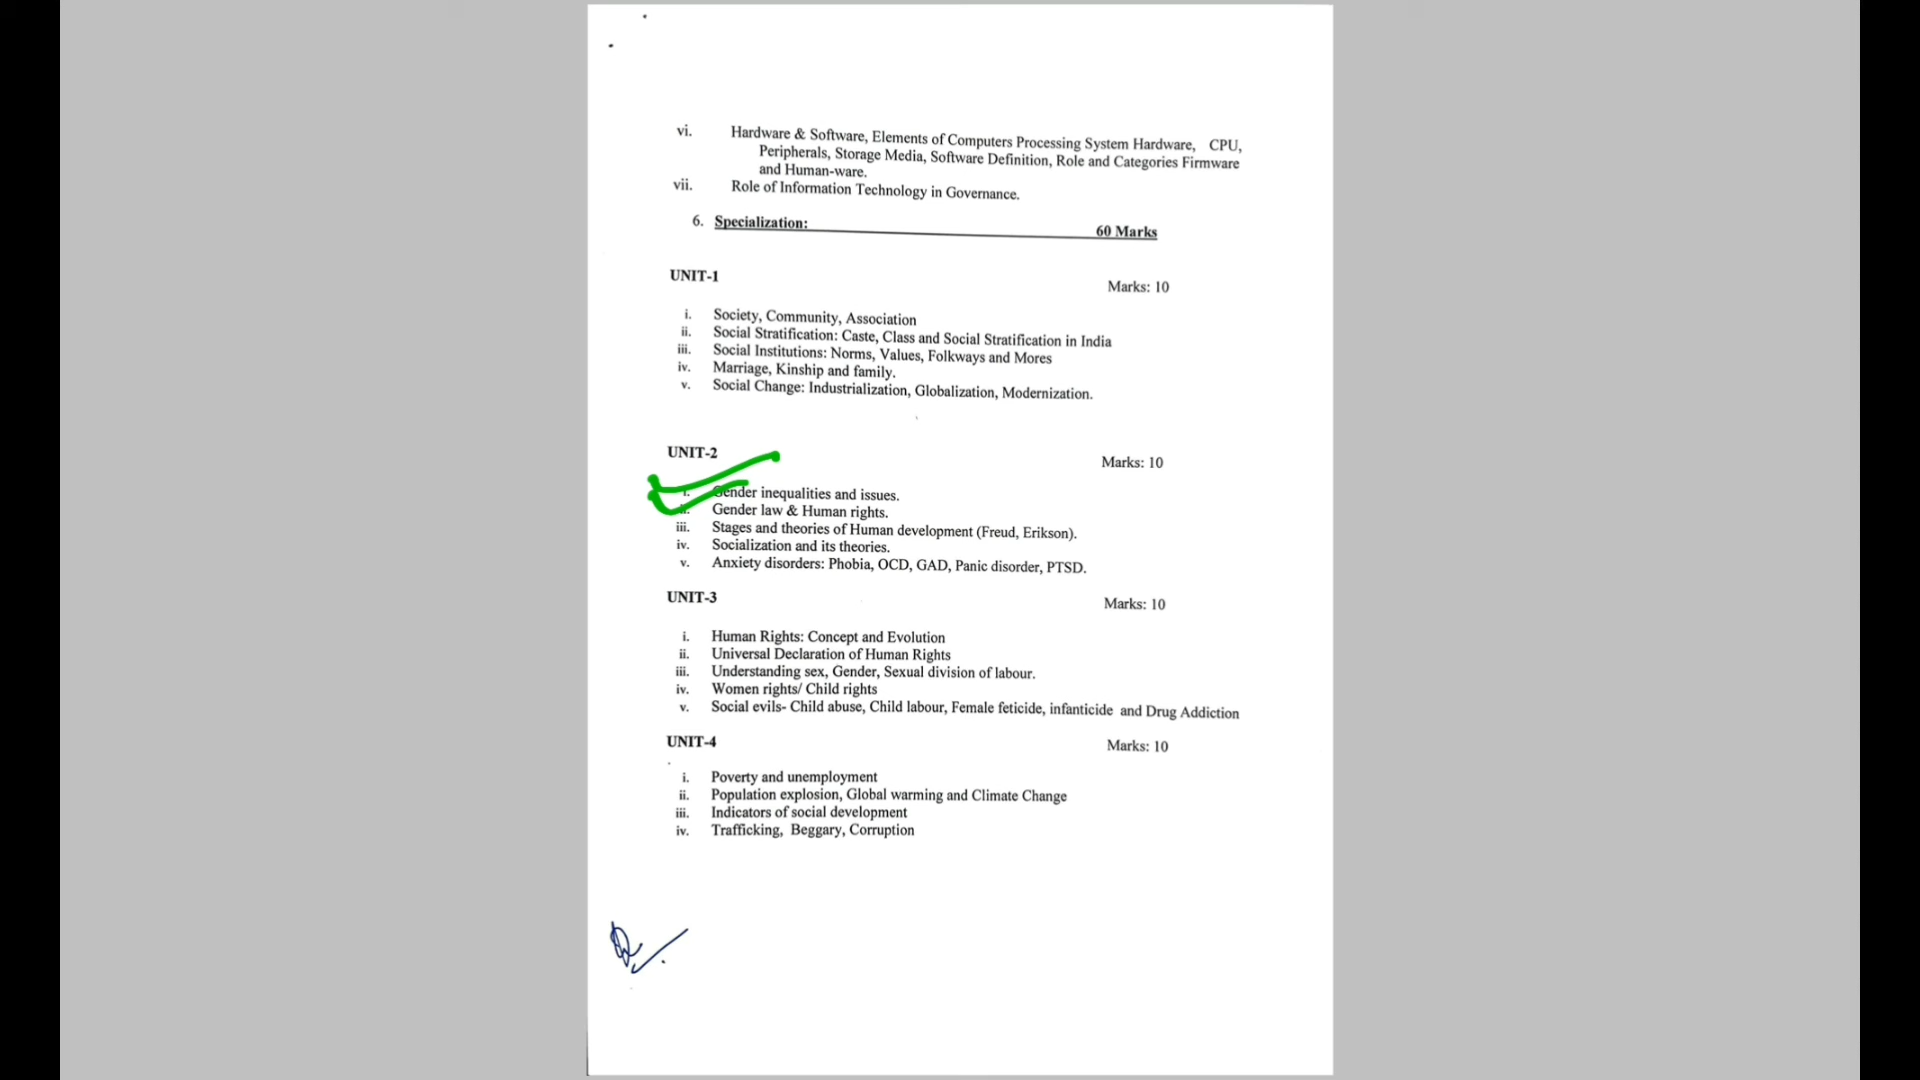 vi. Hardware & Software, Elements of Computers Processing System Hardware, CPU,
Peripherals, Storage Media, Software Definition, Role and Categories Firmware
and Human-ware.
vii. Role of Information Technology in Governance.
6. Specialization: 60 Marks
UNIT-1 Marks: 10
i. Society, Community, Association
ii. Social Stratification: Caste, Class and Social Stratification in India
iii. Social Institutions: Norms, Values, Folkways and Mores
iv. Marriage, Kinship and family.
v. Social Change: Industrialization, Globalization, Modernization.
UNIT-2 Marks: 10
i. Gender inequalities and issues.
ii. Gender law & Human rights.
iii. Stages and theories of Human development (Freud, Erikson).
iv. Socialization and its theories.
v. Anxiety disorders: Phobia, OCD, GAD, Panic disorder, PTSD.
UNIT-3 Marks: 10
i. Human Rights: Concept and Evolution
ii. Universal Declaration of Human Rights
iii. Understanding sex, Gender, Sexual division of labour.
iv. Women rights/ Child rights
v. Social evils- Child abuse, Child labour, Female feticide, infanticide and Drug Addiction
UNIT-4 Marks: 10
i. Poverty and unemployment
ii. Population explosion, Global warming and Climate Change
iii. Indicators of social development
iv. Trafficking, Beggary, Corruption